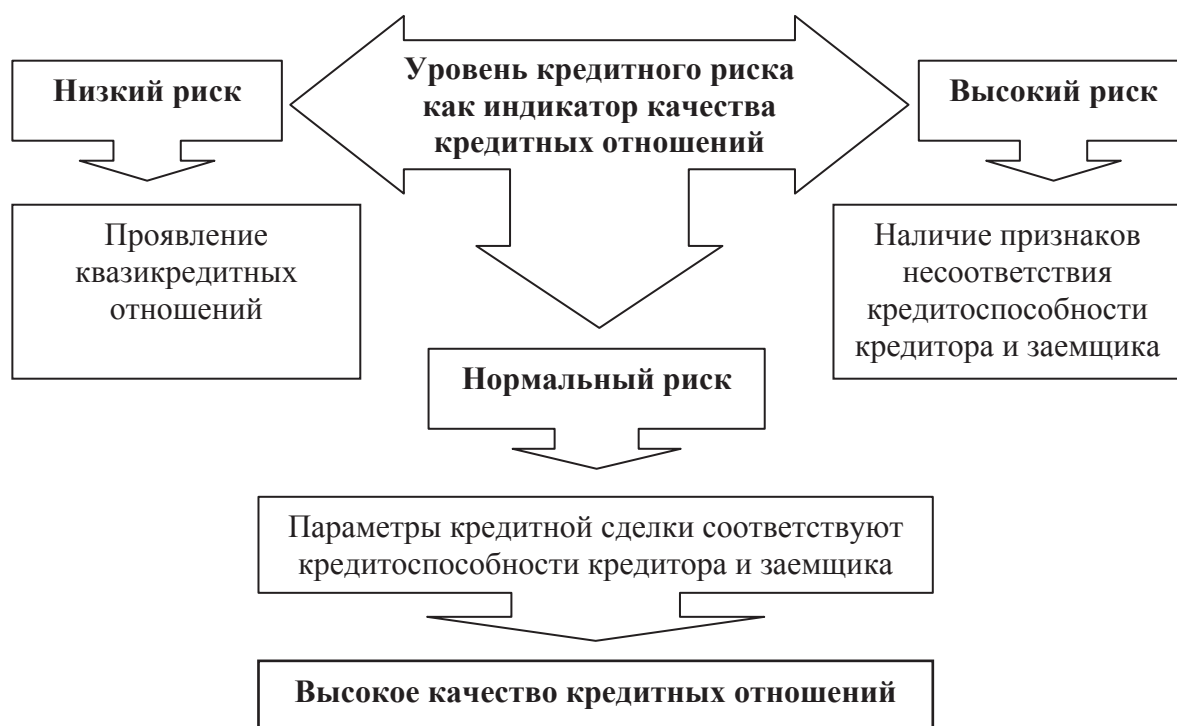 Уровень кредитного риска
как индикатор качества
кредитных отношений
Низкий риск
Высокий риск
Проявление
квазикредитных
отношений
Наличие признаков
несоответствия
кредитоспособности
кредитора и заемщика
Нормальный риск
Параметры кредитной сделки соответствуют
кредитоспособности кредитора и заемщика
Высокое качество кредитных отношений